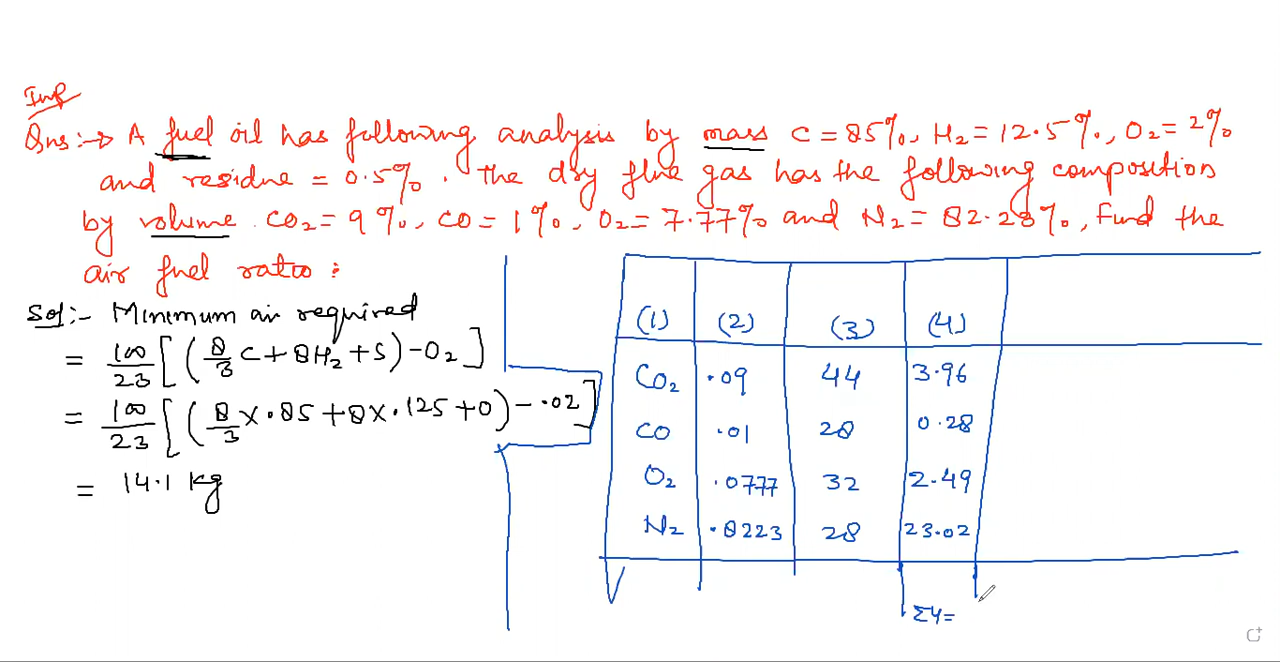 Imp
Qns:-> A fuel oil has following analysis by mass C = 85%, H₂ = 12.5%, O₂ = 2%
and residue = 0.5%. The dry flue gas has the following composition
by volume CO₂ = 9%, CO = 1%, O₂ = 7.77% and N₂ = 82.23%, Find the
air fuel ratio :
Sol:- Minimum air required
= 100/23 [(8/3 C + 8H₂ + S) - O₂]
= 100/23 [(8/3 × .85 + 8 × .125 + 0) - .02]
= 14.1 kg
(1) (2) (3) (4)
CO₂ .09 44 3.96
CO .01 28 0.28
O₂ .0777 32 2.49
N₂ .8223 28 23.02
Σ4=